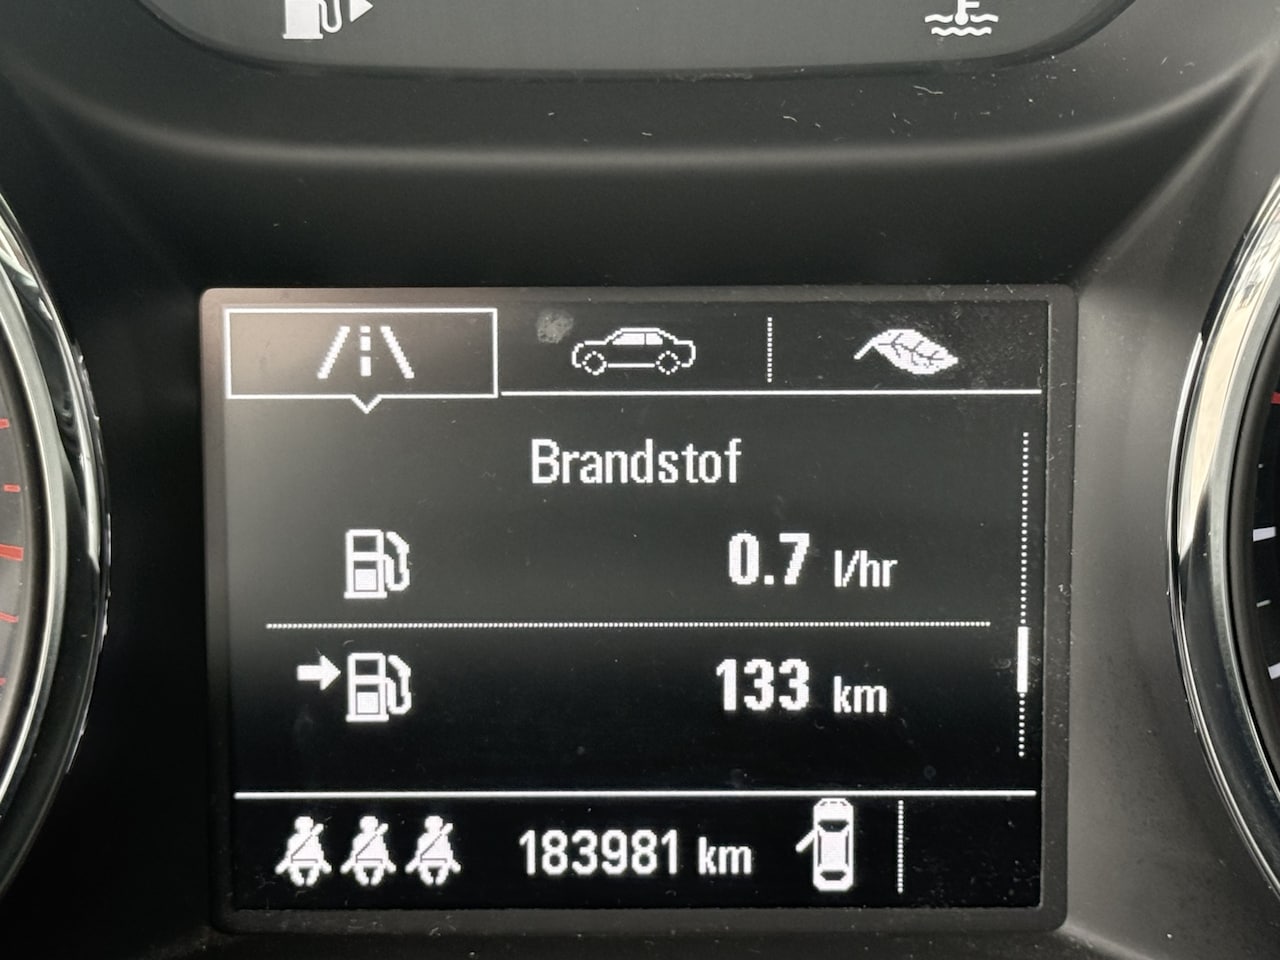 Brandstof
0.7 l/hr
133 km
183981 km